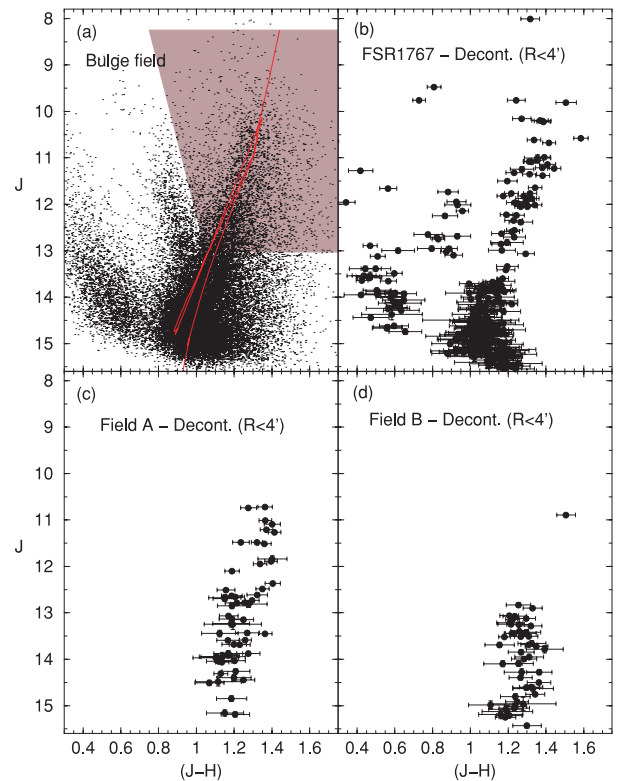 (a)
Bulge field
(b)
FSR1767 − Decont. (R<4')
8
9
10
11
12
13
14
15
J
(c)
Field A − Decont. (R<4')
(d)
Field B − Decont. (R<4')
8
9
10
11
12
13
14
15
J
0.4 0.6 0.8 1 1.2 1.4 1.6
0.4 0.6 0.8 1 1.2 1.4 1.6
(J−H)
(J−H)